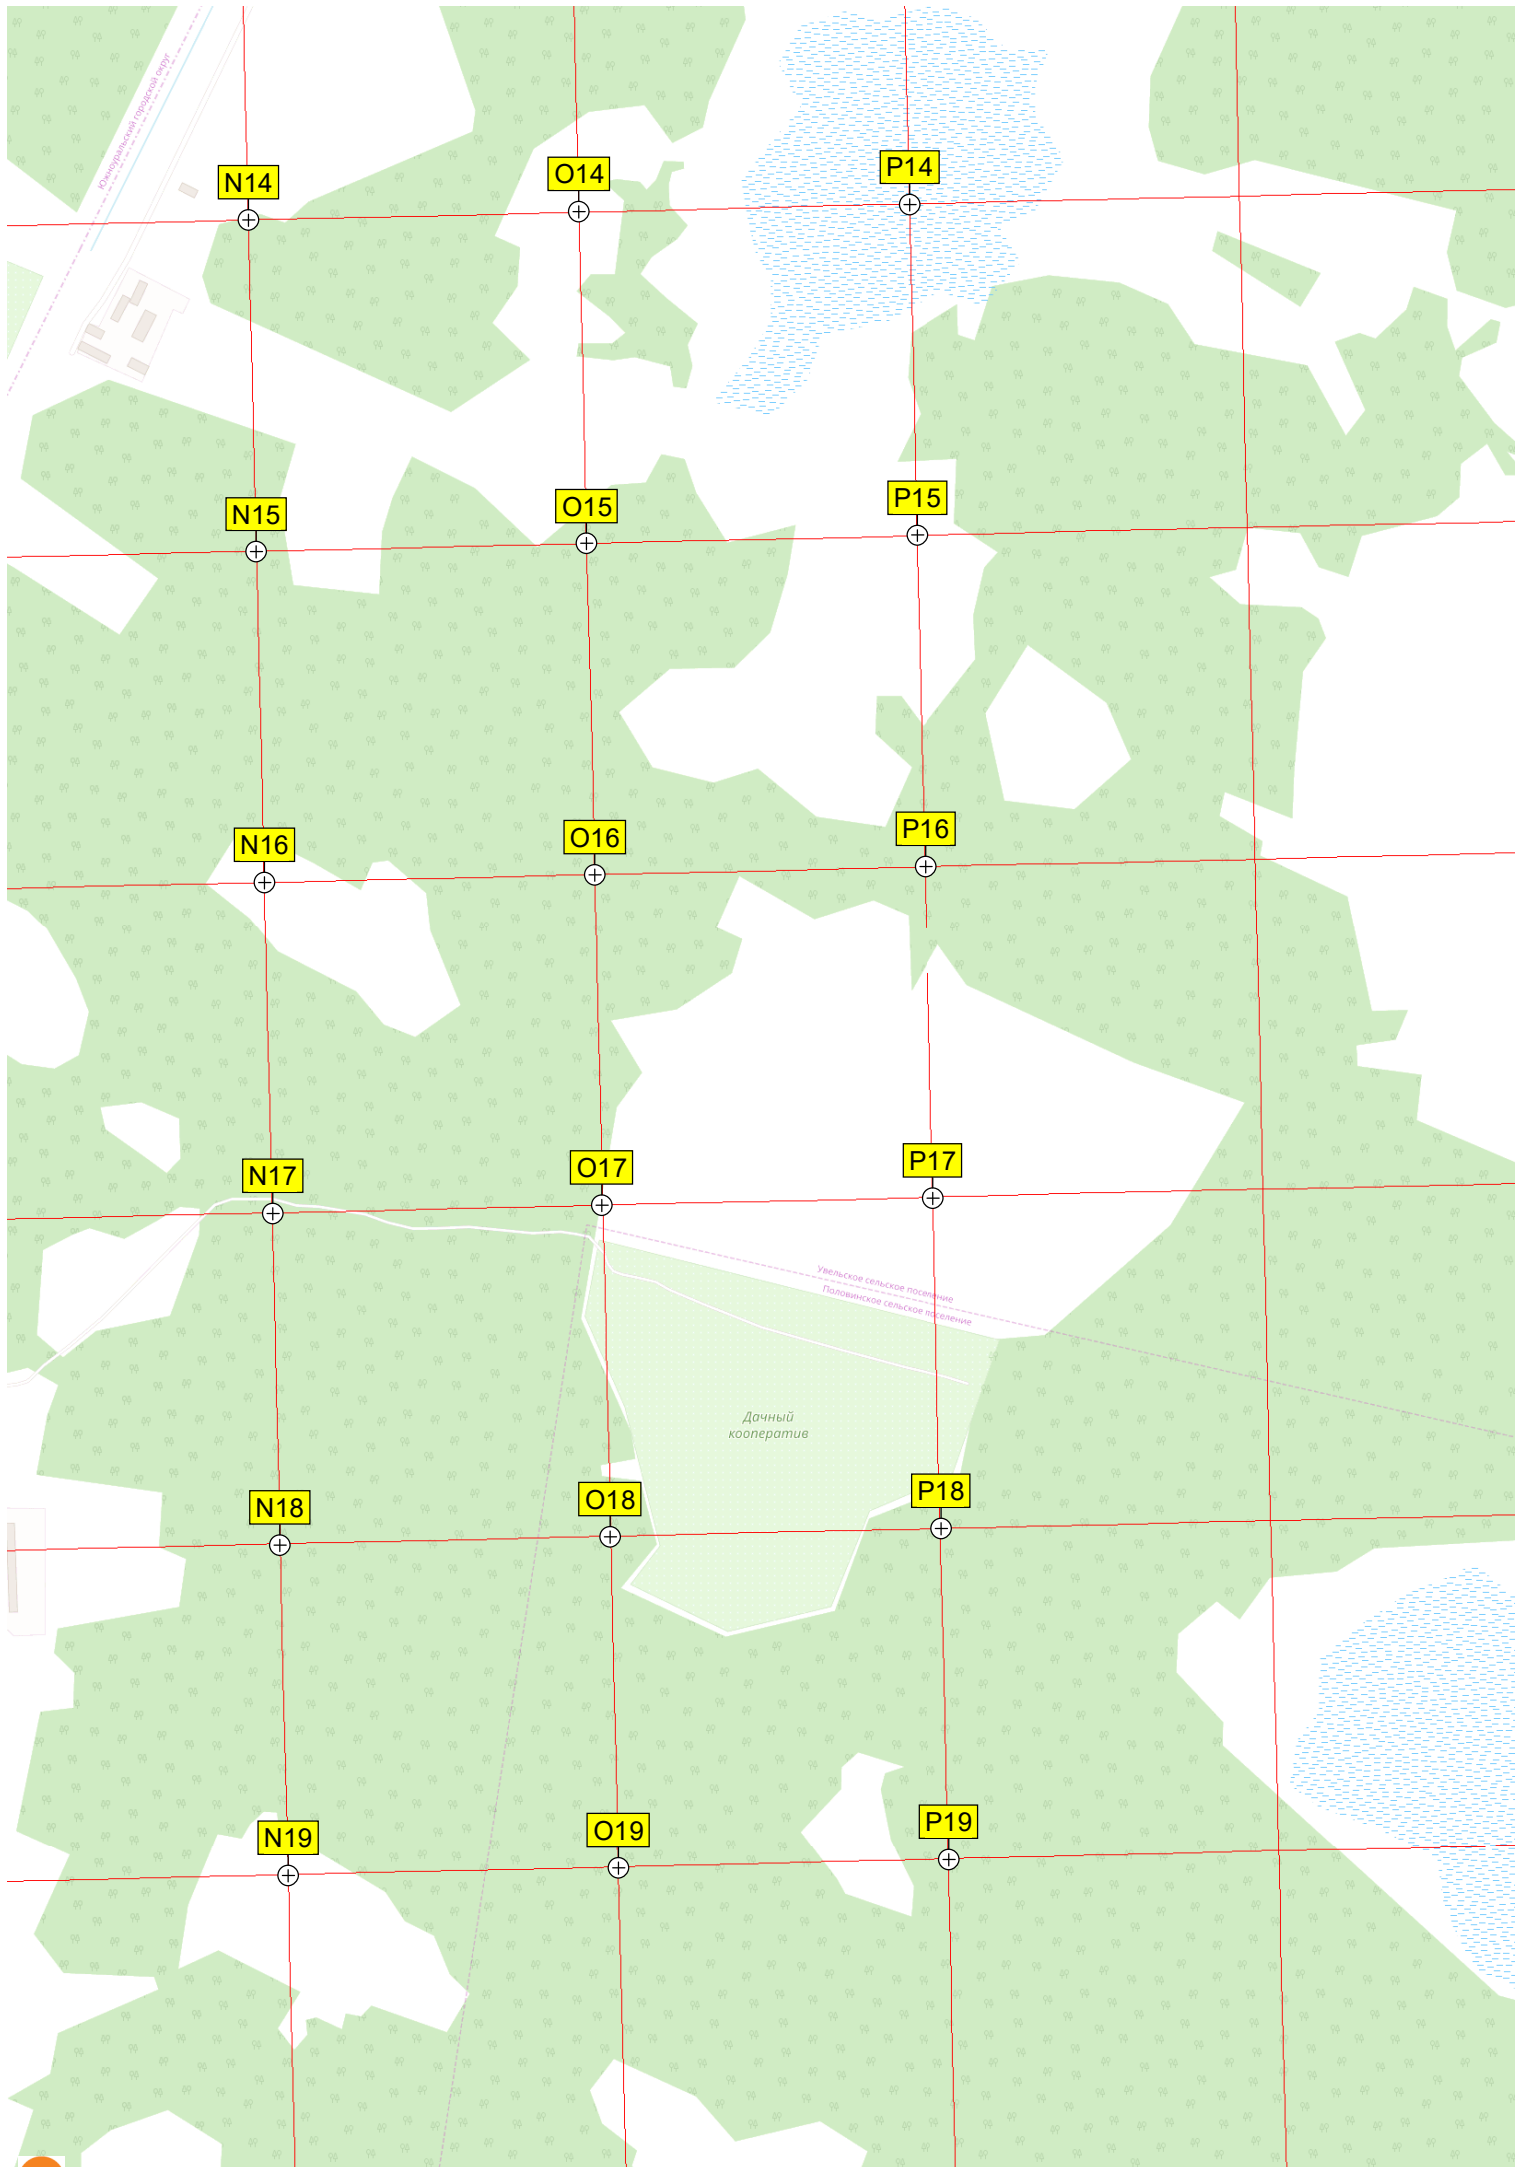 Южноуральский городской округ
N14
O14
P14
N15
O15
P15
N16
O16
P16
N17
O17
P17
Увельское сельское поселение
Половинское сельское поселение
Дачный
кооператив
N18
O18
P18
N19
O19
P19